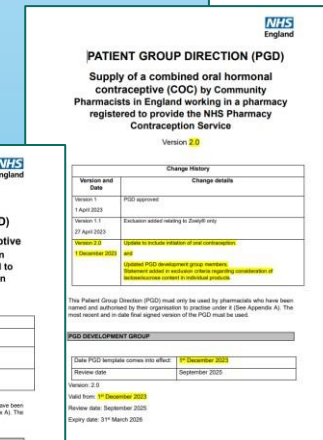 NHS
England
PATIENT GROUP DIRECTION (PGD)
Supply of a combined oral hormonal
contraceptive (COC) by Community
Pharmacists in England working in a pharmacy
registered to provide the NHS Pharmacy
Contraception Service
Version 2.0
Change History
Version and Date
Change details
Version 1
1 April 2023
PGD approved
Version 1.1
27 April 2023
Exclusion added relating to Zoely® only
Version 2.0
1 December 2023
Update to include initiation of oral contraception.
and
Updated PGD development group members.
Statement added in exclusion criteria regarding consideration of
lactose/sucrose content in individual products.
This Patient Group Direction (PGD) must only be used by pharmacists who have been
named and authorised by their organisation to practise under it (See Appendix A). The
most recent and in date final signed version of the PGD must be used.
PGD DEVELOPMENT GROUP
Date PGD template comes into effect: 1st December 2023
Review date September 2025
Version: 2.0
Valid from: 1st December 2023
Review date: September 2025
Expiry date: 31st March 2026
NHS
England
D)
ptive
n
d to
n
ave been
x A). The